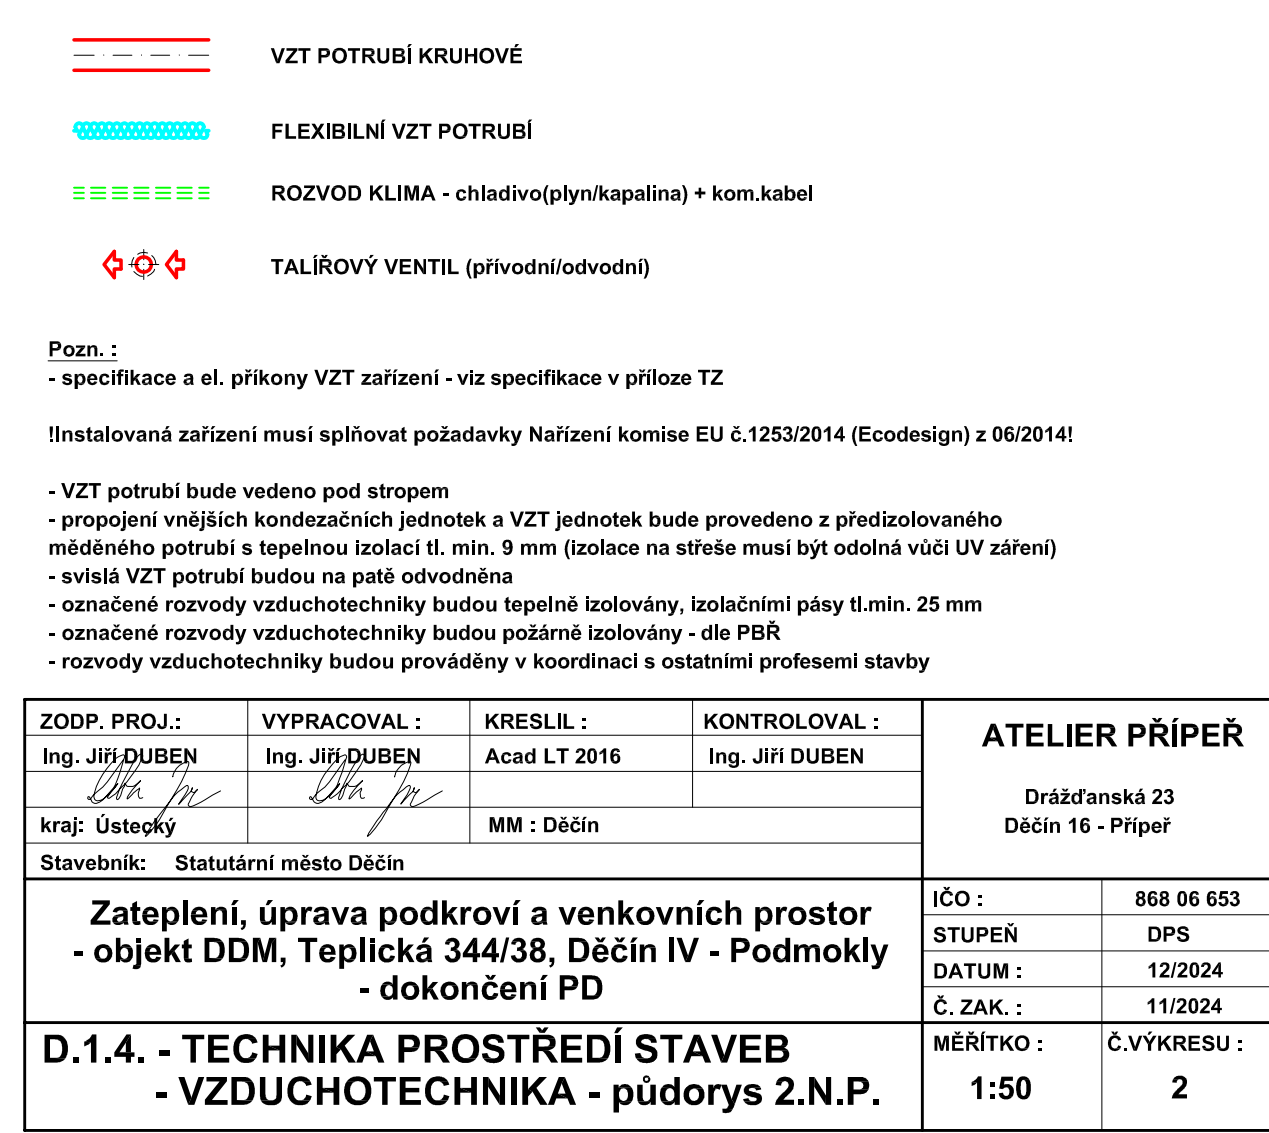 VZT POTRUBÍ KRUHOVÉ
FLEXIBILNÍ VZT POTRUBÍ
ROZVOD KLIMA - chladivo(plyn/kapalina) + kom.kabel
TALÍŘOVÝ VENTIL (přívodní/odvodní)
Pozn. :
- specifikace a el. příkony VZT zařízení - viz specifikace v příloze TZ
!Instalovaná zařízení musí splňovat požadavky Nařízení komise EU č.1253/2014 (Ecodesign) z 06/2014!
- VZT potrubí bude vedeno pod stropem
- propojení vnějších kondezačních jednotek a VZT jednotek bude provedeno z předizolovaného
měděného potrubí s tepelnou izolací tl. min. 9 mm (izolace na střeše musí být odolná vůči UV záření)
- svislá VZT potrubí budou na patě odvodněna
- označené rozvody vzduchotechniky budou tepelně izolovány, izolačními pásy tl.min. 25 mm
- označené rozvody vzduchotechniky budou požárně izolovány - dle PBŘ
- rozvody vzduchotechniky budou prováděny v koordinaci s ostatními profesemi stavby
ZODP. PROJ.: VYPRACOVAL : KRESLIL : KONTROLOVAL :
Ing. Jiří DUBEN Ing. Jiří DUBEN Acad LT 2016 Ing. Jiří DUBEN
kraj: Ústecký MM : Děčín
Stavebník: Statutární město Děčín
ATELIER PŘÍPEŘ
Drážďanská 23
Děčín 16 - Přípeř
Zateplení, úprava podkroví a venkovních prostor
- objekt DDM, Teplická 344/38, Děčín IV - Podmokly
- dokončení PD
IČO : 868 06 653
STUPEŇ DPS
DATUM : 12/2024
Č. ZAK. : 11/2024
D.1.4. - TECHNIKA PROSTŘEDÍ STAVEB
- VZDUCHOTECHNIKA - půdorys 2.N.P.
MĚŘÍTKO : Č.VÝKRESU :
1:50 2